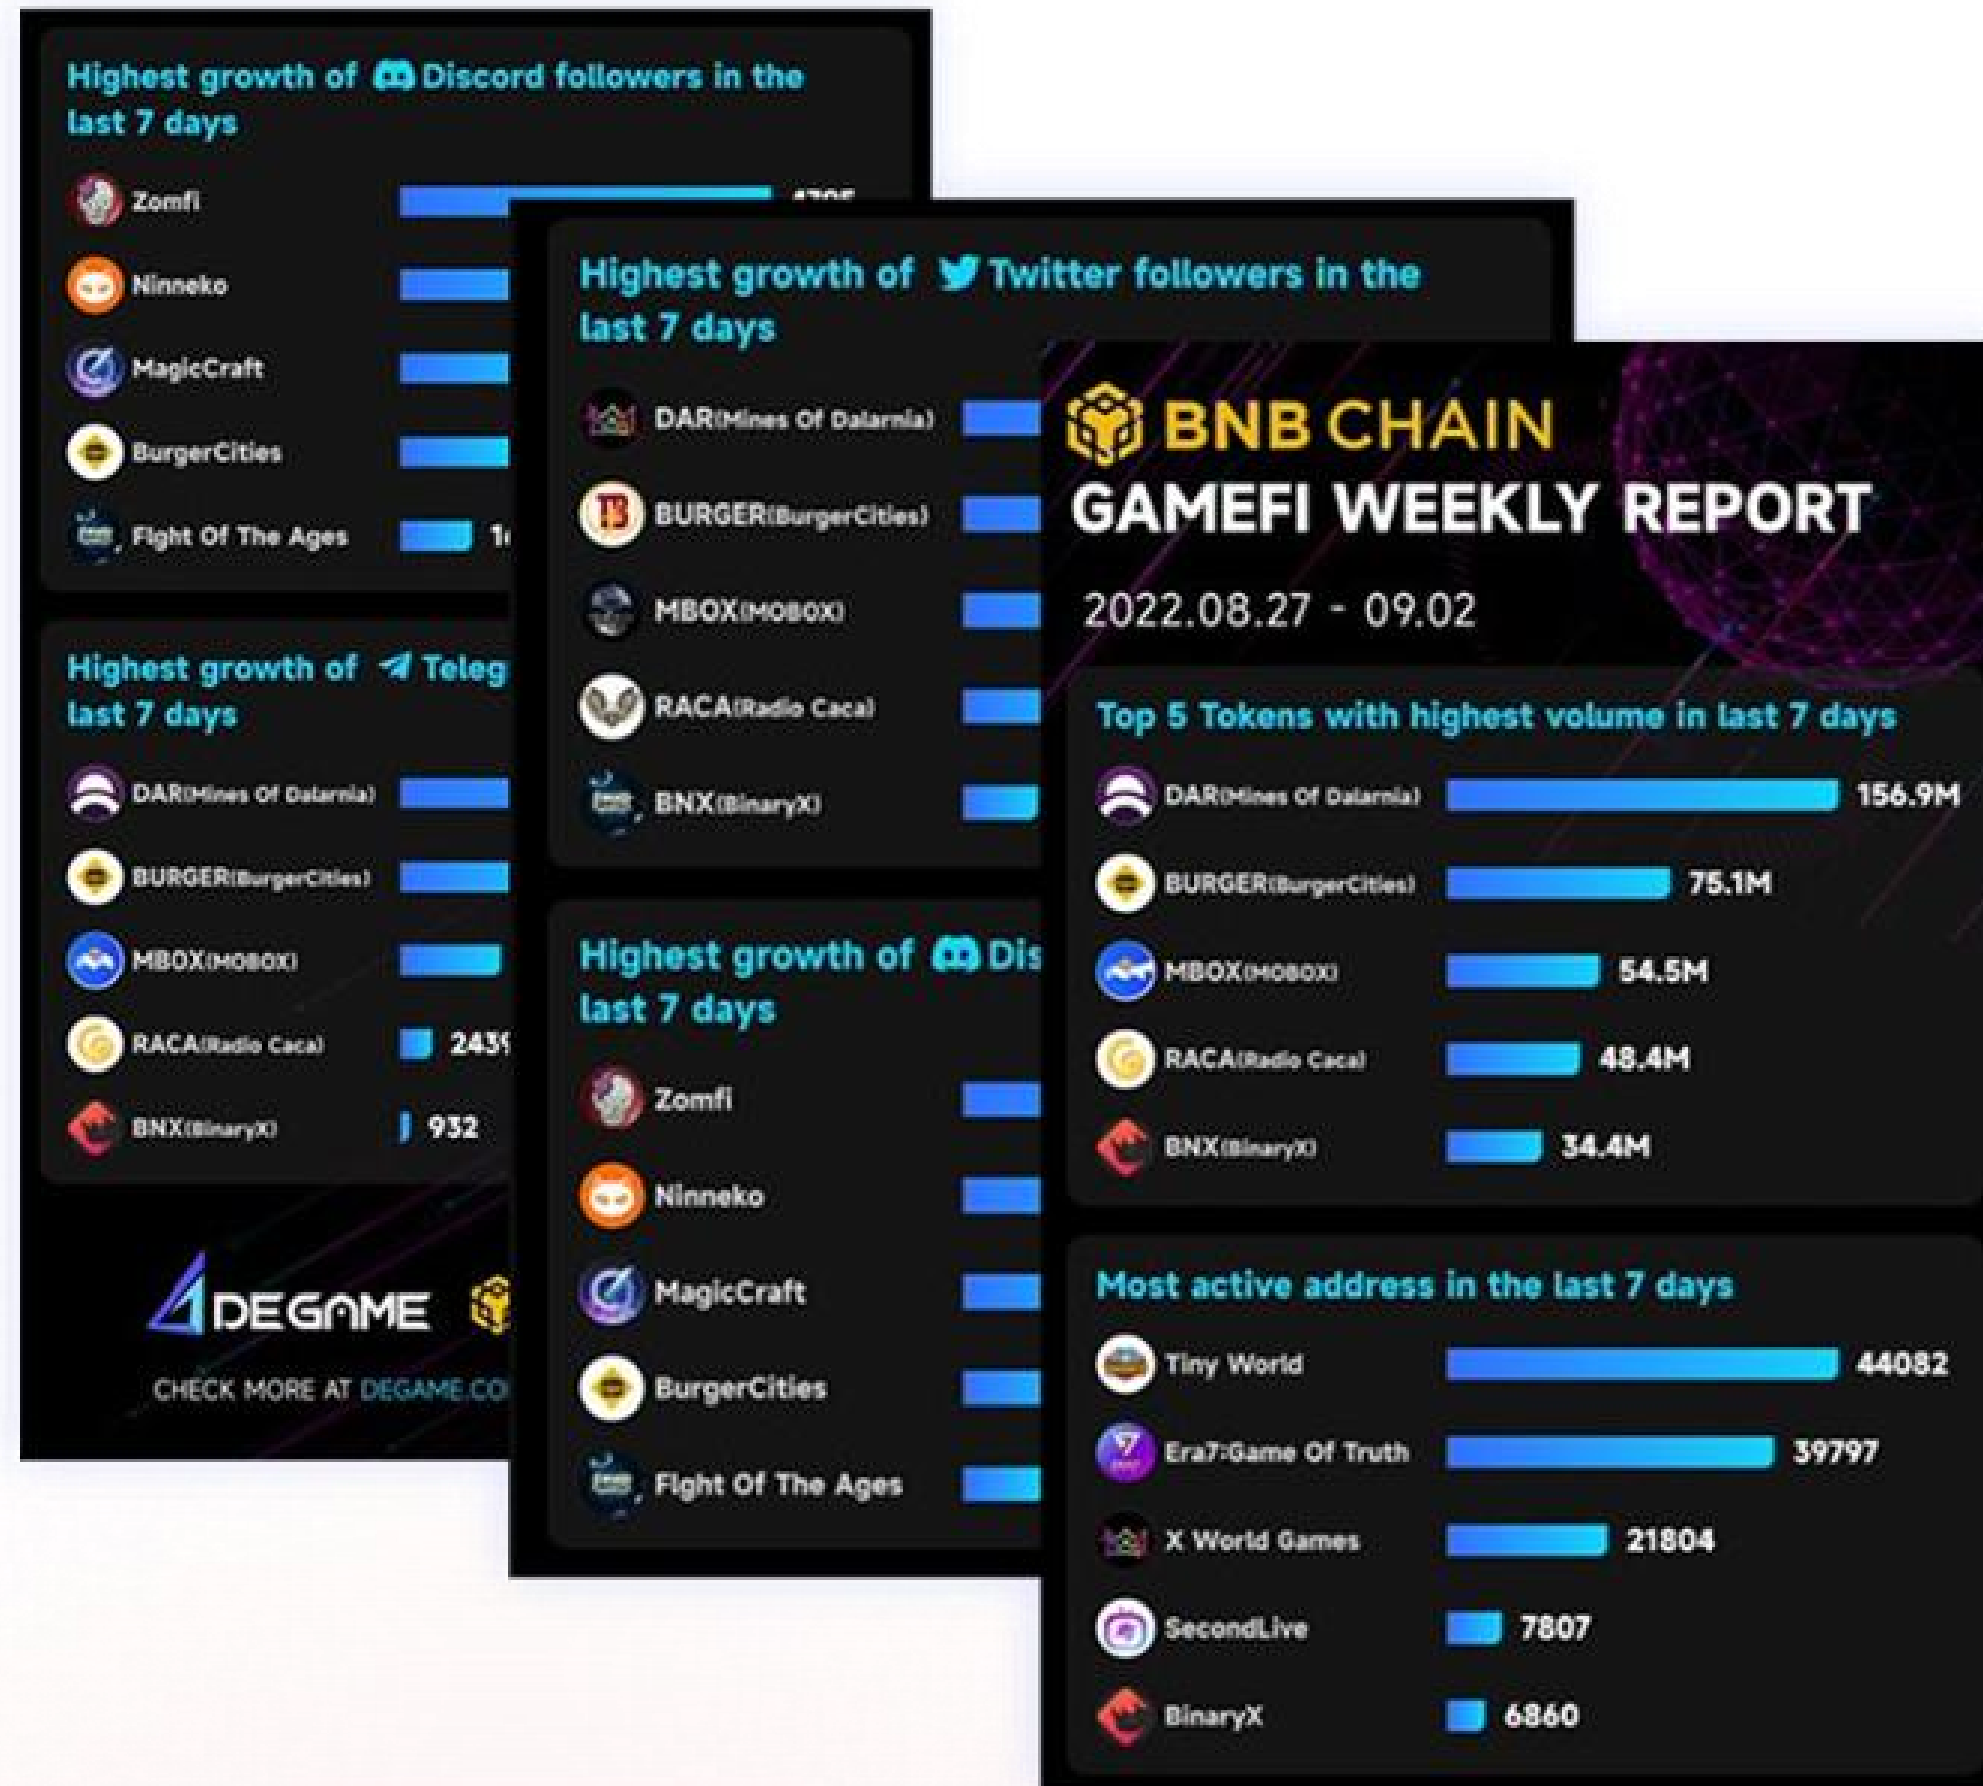 Highest growth of Discord followers in the
last 7 days
Zomfi
Ninneko
MagicCraft
BurgerCities
Fight Of The Ages
Highest growth of
last 7 days
DAR(Mines Of Dalarnia)
BURGER(BurgerCities)
MBOX(MOBOX)
RACA(Radio Caca) 2439
BNX(BinaryX) 932
DEGAME
CHECK MORE AT
Highest growth of Twitter followers in the
last 7 days
DAR(Mines Of Dalarnia)
BURGER(BurgerCities)
MBOX(MOBOX)
RACA(Radio Caca)
BNX(BinaryX)
Highest growth of
last 7 days
Zomfi
Ninneko
MagicCraft
BurgerCities
Fight Of The Ages
BNB CHAIN
GAMEFI WEEKLY REPORT
2022.08.27 - 09.02
Top 5 Tokens with highest volume in last 7 days
DAR(Mines Of Dalarnia) 156.9M
BURGER(BurgerCities) 75.1M
MBOX(MOBOX) 54.5M
RACA(Radio Caca) 48.4M
BNX(BinaryX) 34.4M
Most active address in the last 7 days
Tiny World 44082
Era7:Game Of Truth 39797
X World Games 21804
SecondLive 7807
BinaryX 6860